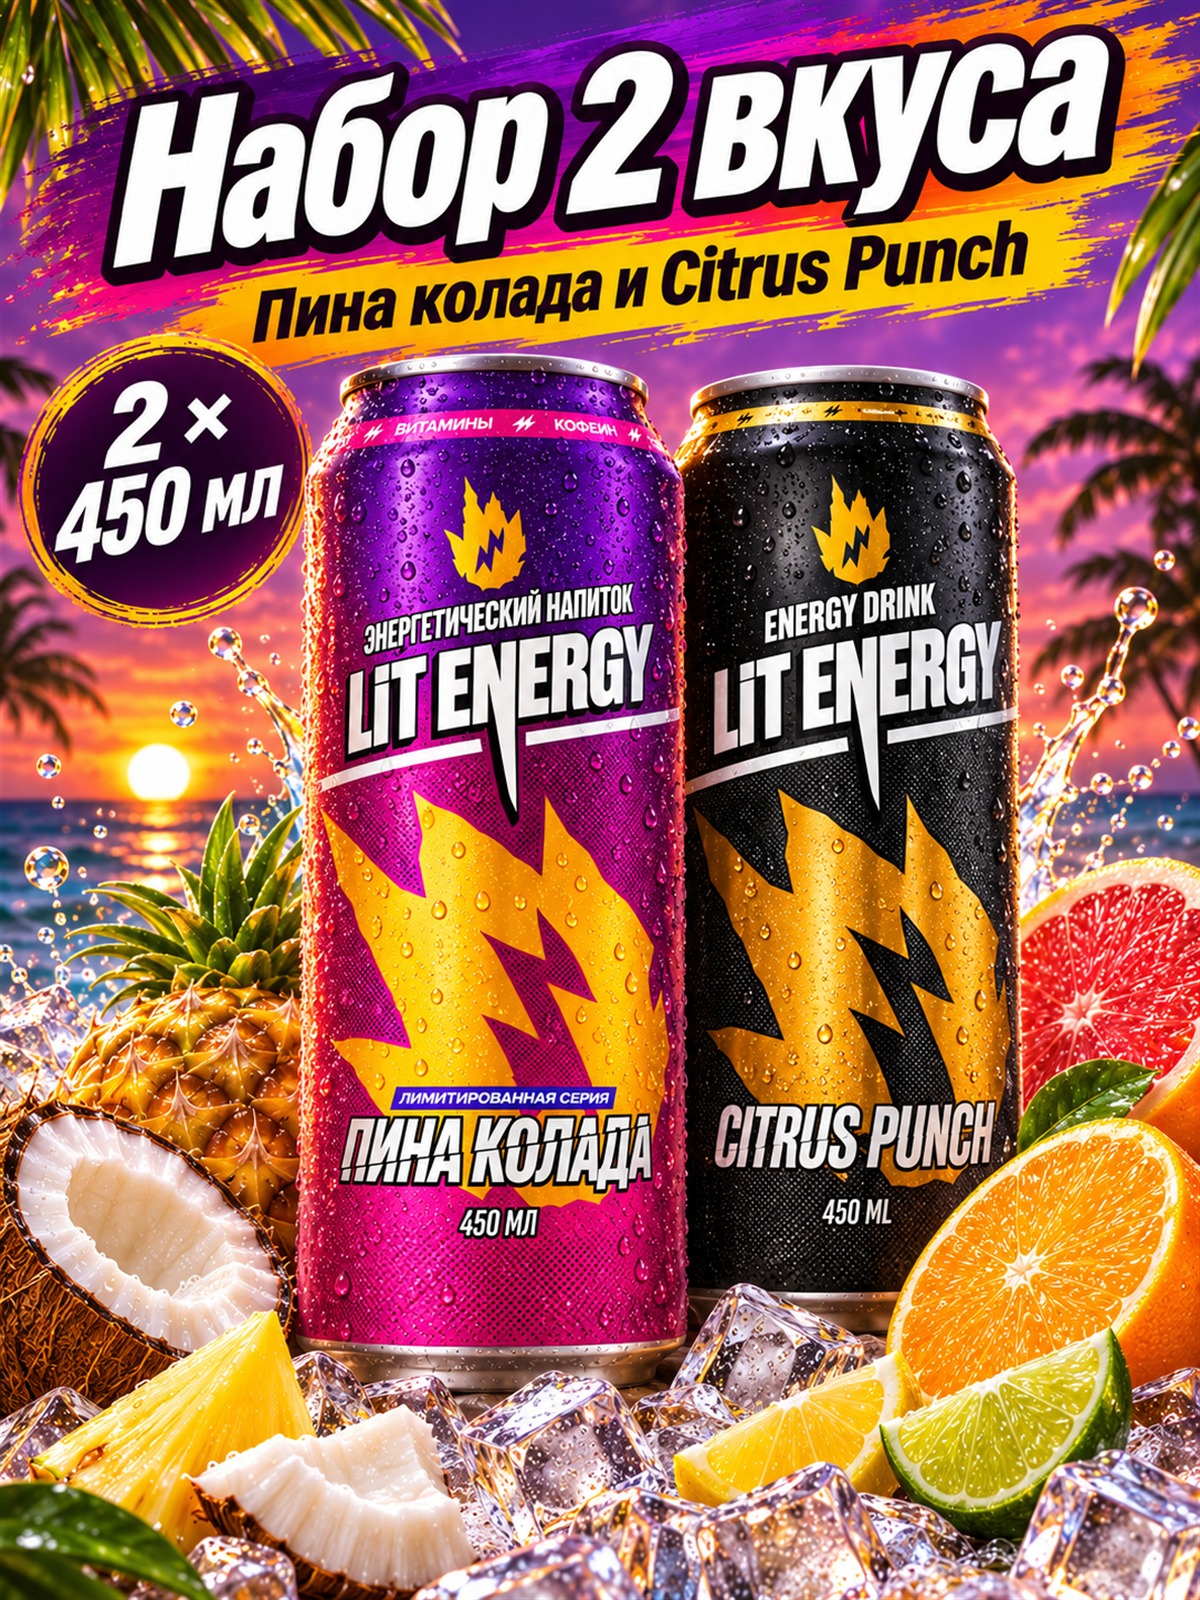 Набор 2 вкуса
Пина колада и Citrus Punch
2 ×
450 мл
ВИТАМИНЫ КОФЕИН
ЭНЕРГЕТИЧЕСКИЙ НАПИТОК
LIT ENERGY
ЛИМИТИРОВАННАЯ СЕРИЯ
ПИНА КОЛАДА
450 МЛ
ENERGY DRINK
LIT ENERGY
CITRUS PUNCH
450 ML